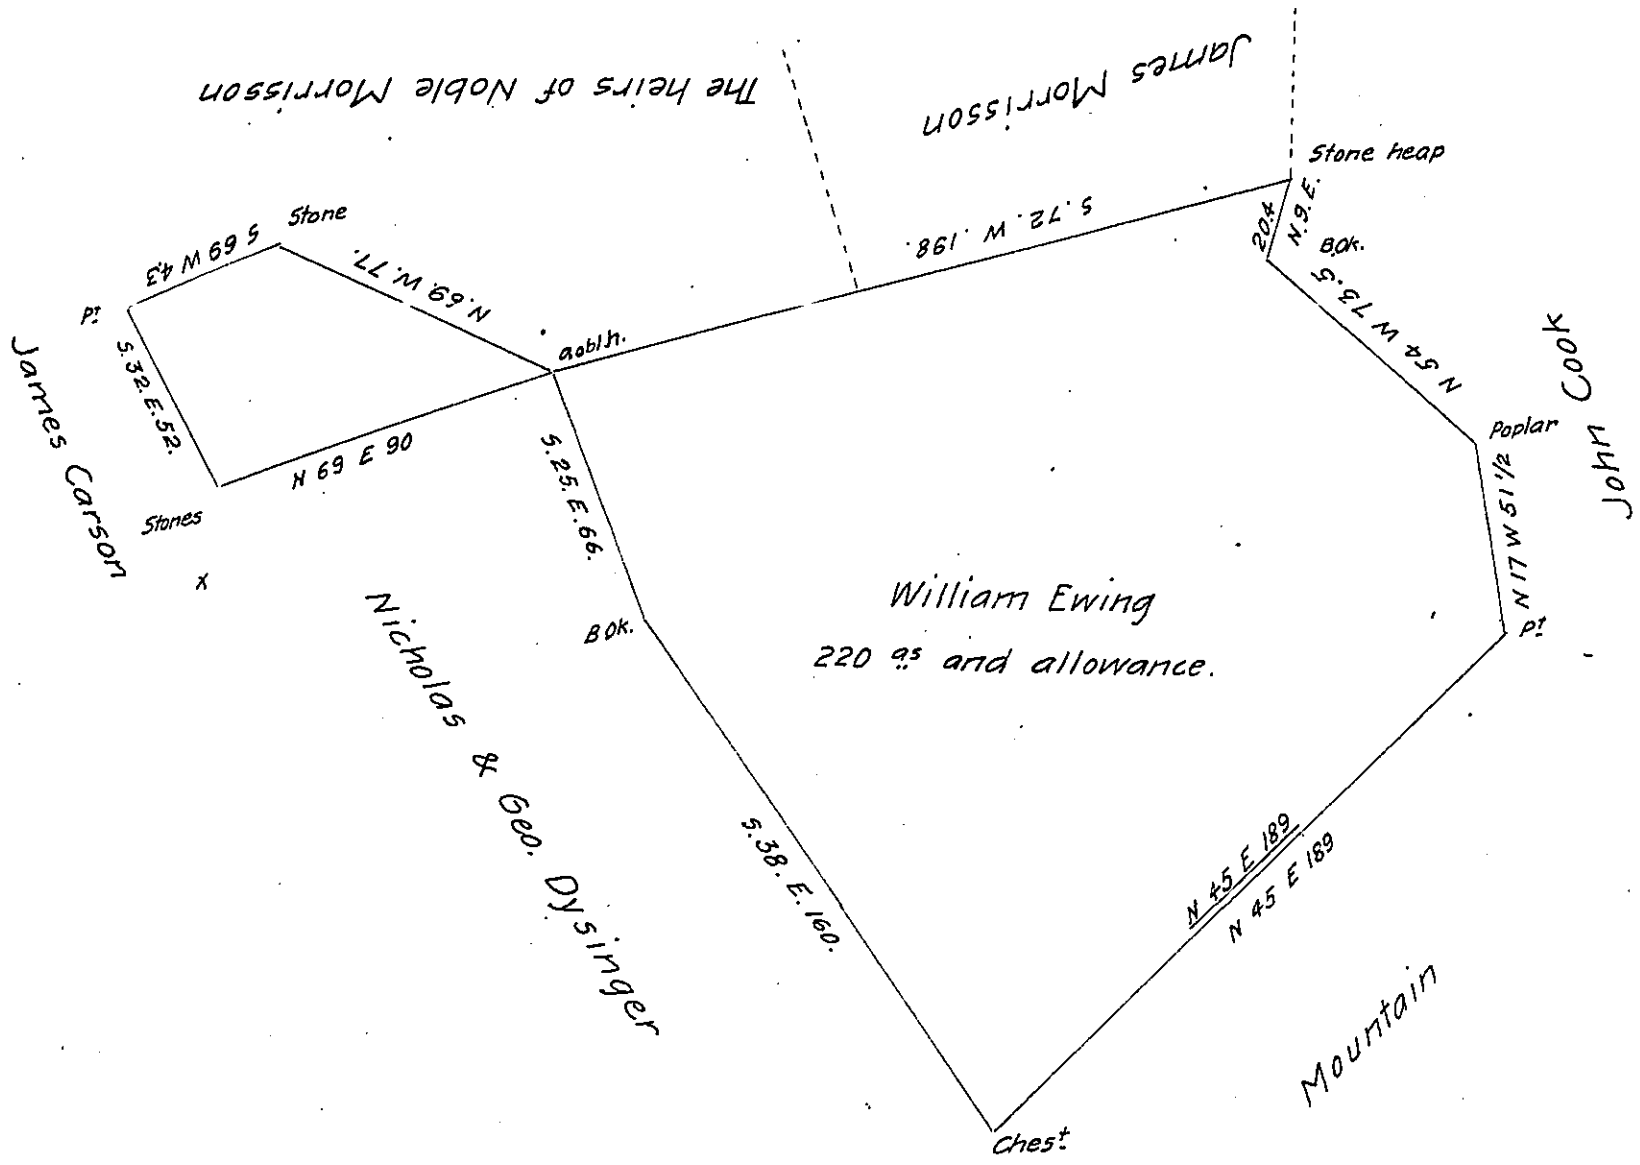 The heirs of Noble Morrisson
James Morrisson
Stone heap
Stone
S 69 W 43
N. 69. W. 77.
S. 72. W. 198.
20.4
N. 9. E.
B.Ok.
N 54 W 73.5
Pt
S. 32. E. 52.
James Carson
aoblh.
N 69 E 90
Stones
x
S. 25. E. 66.
B Ok.
John Cook
Poplar
N 17 W 51 1/2
Pt
William Ewing
220 as and allowance.
Nicholas & Geo. Dysinger
S. 38. E. 160.
N 45 E 189
N 45 E 189
Mountain
Chest